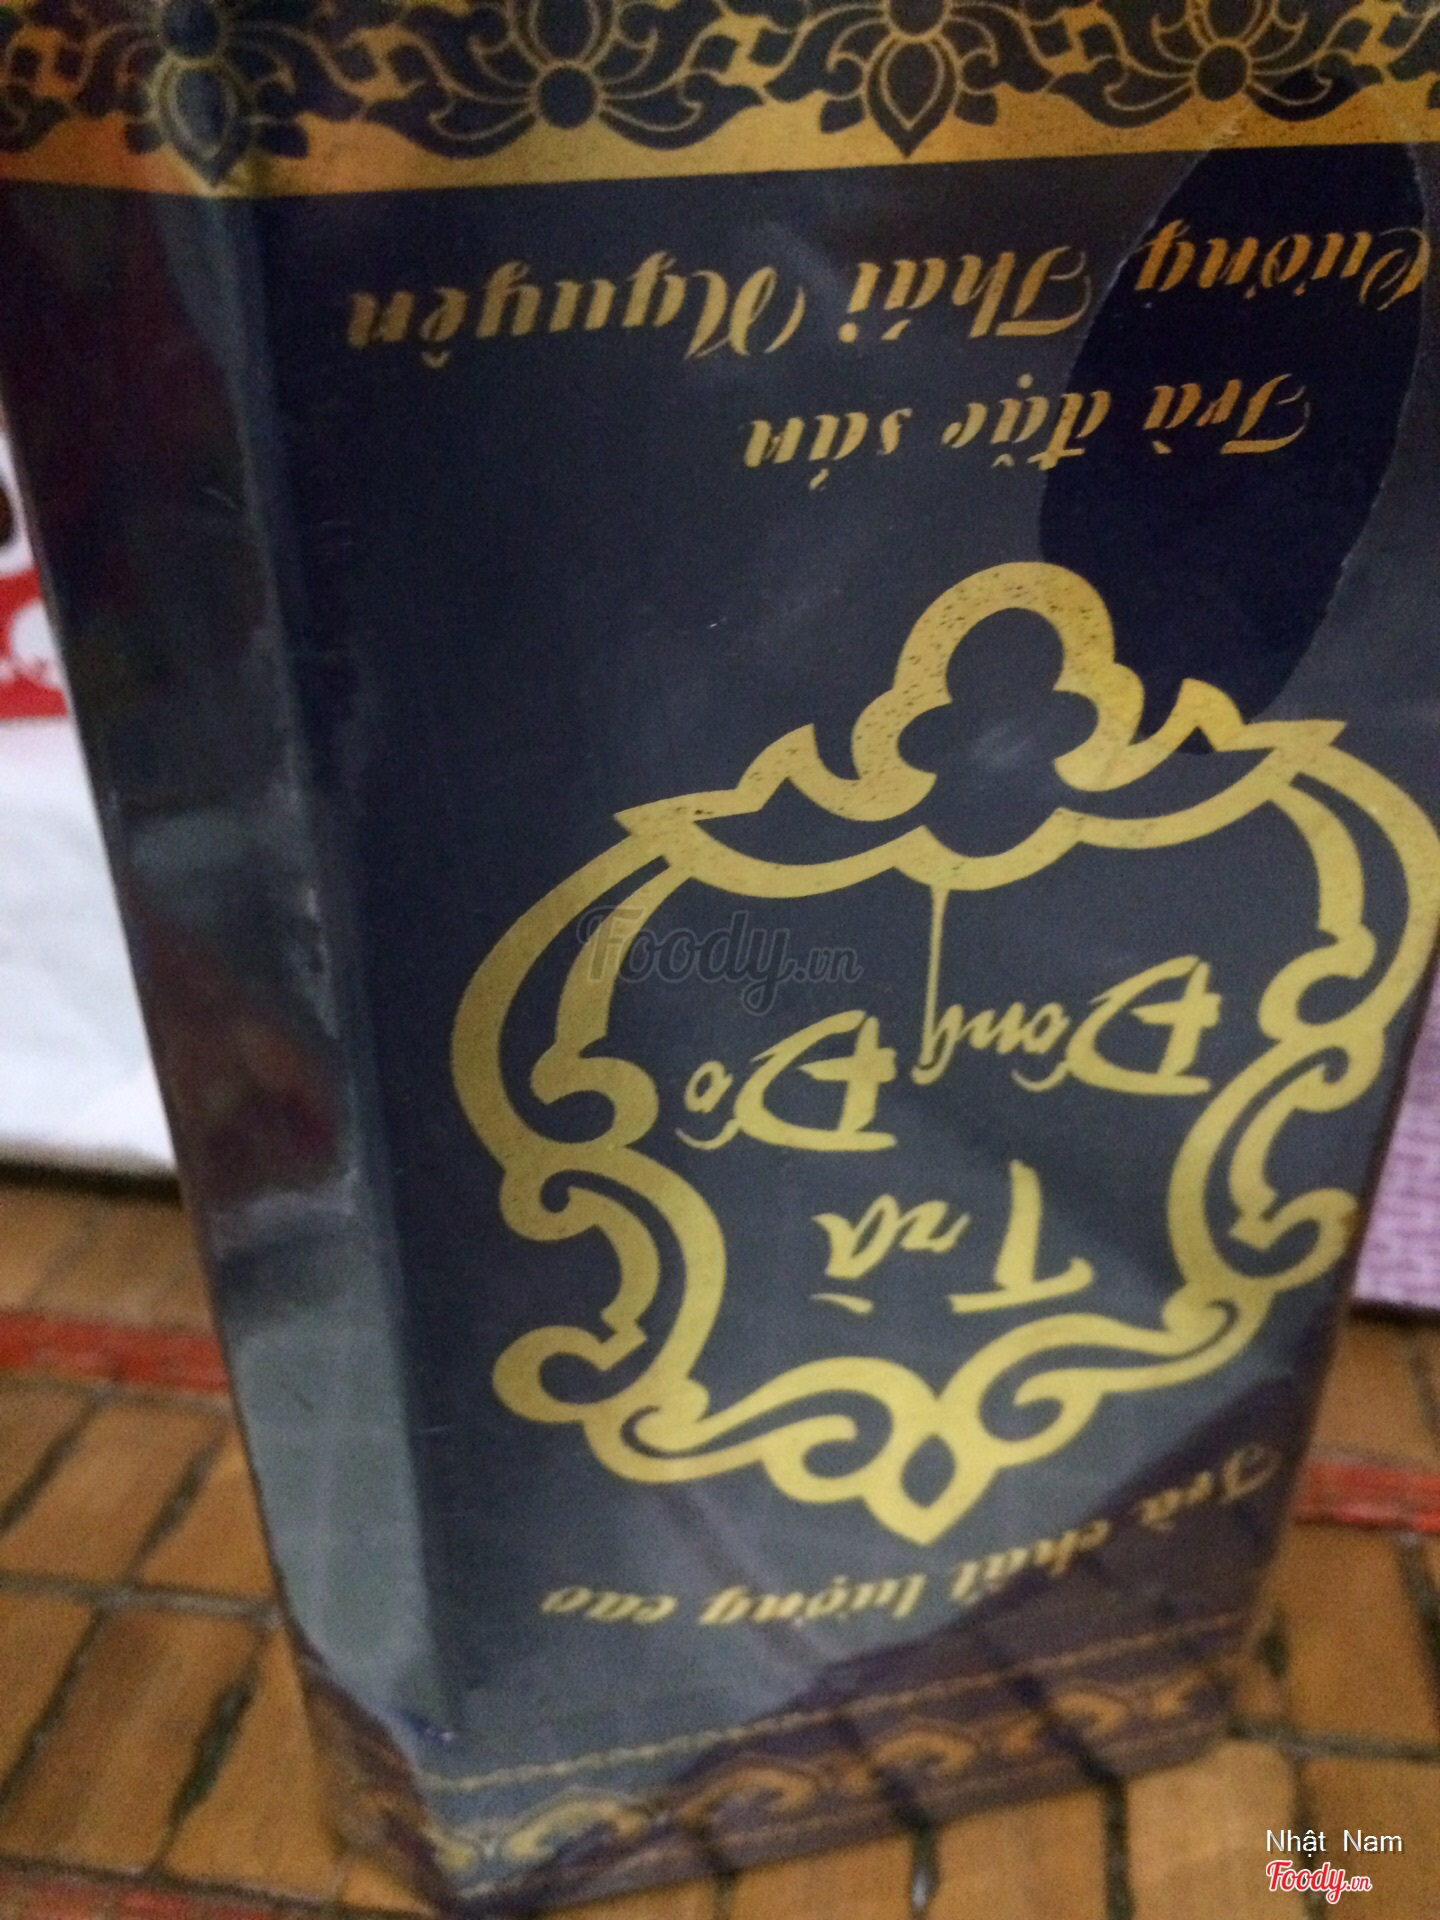 Trà chất lượng cao
Trà
Đông Đô
Trà đặc sản
Cương Thái Nguyên
Foody.vn
Nhật Nam
Foody.vn